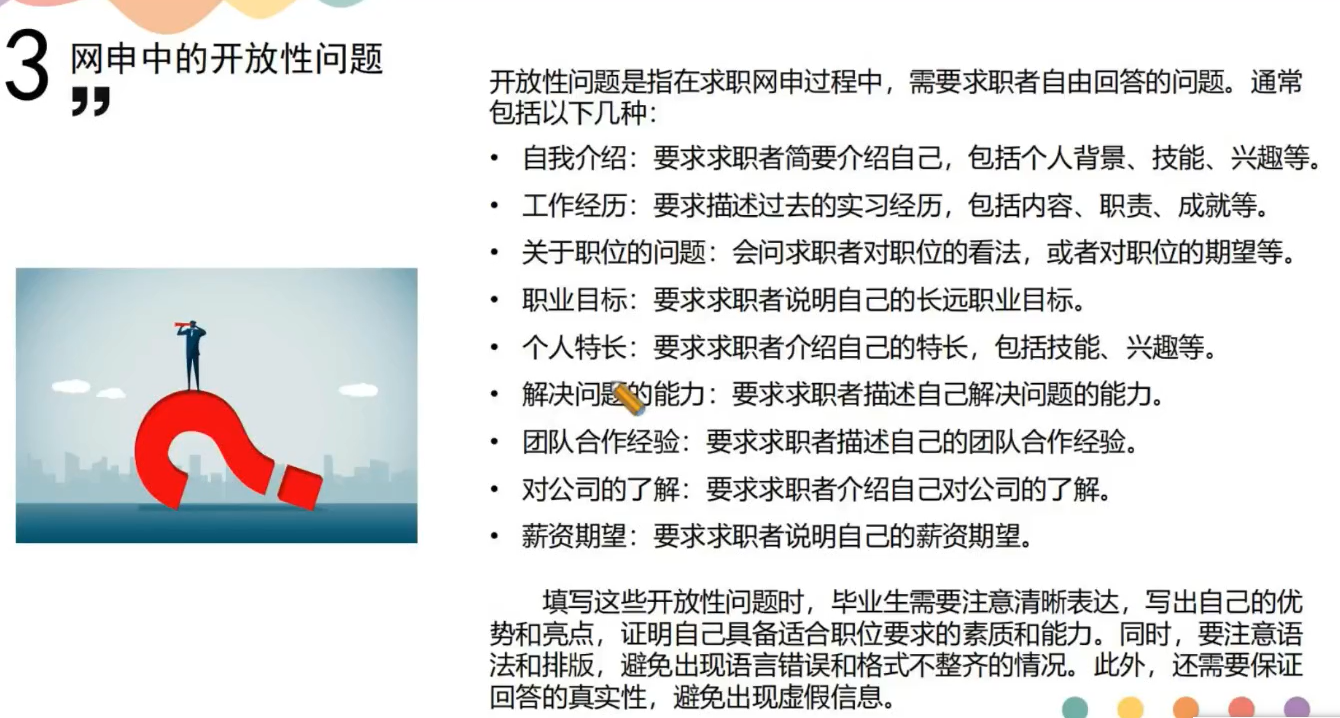 3
网申中的开放性问题
”
开放性问题是指在求职网申过程中，需要求职者自由回答的问题。通常
包括以下几种：
• 自我介绍：要求求职者简要介绍自己，包括个人背景、技能、兴趣等。
• 工作经历：要求描述过去的实习经历，包括内容、职责、成就等。
• 关于职位的问题：会问求职者对职位的看法，或者对职位的期望等。
• 职业目标：要求求职者说明自己的长远职业目标。
• 个人特长：要求求职者介绍自己的特长，包括技能、兴趣等。
• 解决问题的能力：要求求职者描述自己解决问题的能力。
• 团队合作经验：要求求职者描述自己的团队合作经验。
• 对公司的了解：要求求职者介绍自己对公司的了解。
• 薪资期望：要求求职者说明自己的薪资期望。
填写这些开放性问题时，毕业生需要注意清晰表达，写出自己的优
势和亮点，证明自己具备适合职位要求的素质和能力。同时，要注意语
法和排版，避免出现语言错误和格式不整齐的情况。此外，还需要保证
回答的真实性，避免出现虚假信息。